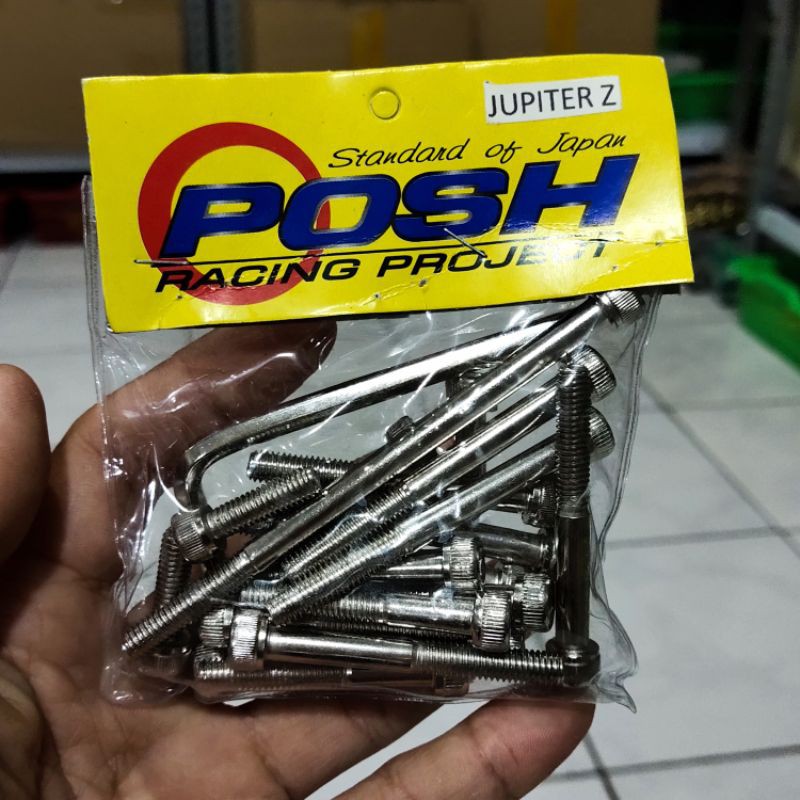 JUPITER Z
Standard of Japan
POSH
RACING PROJECT